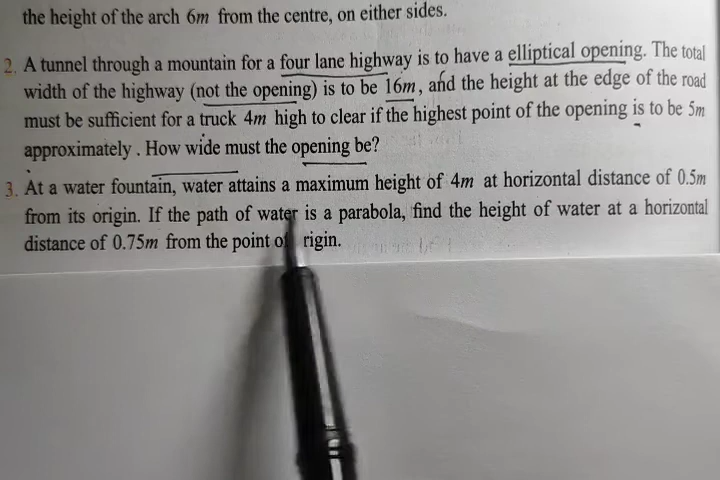 the height of the arch 6m from the centre, on either sides.
2. A tunnel through a mountain for a four lane highway is to have a elliptical opening. The total
width of the highway (not the opening) is to be 16m, and the height at the edge of the road
must be sufficient for a truck 4m high to clear if the highest point of the opening is to be 5m
approximately . How wide must the opening be?
3. At a water fountain, water attains a maximum height of 4m at horizontal distance of 0.5m
from its origin. If the path of water is a parabola, find the height of water at a horizontal
distance of 0.75m from the point rigin.